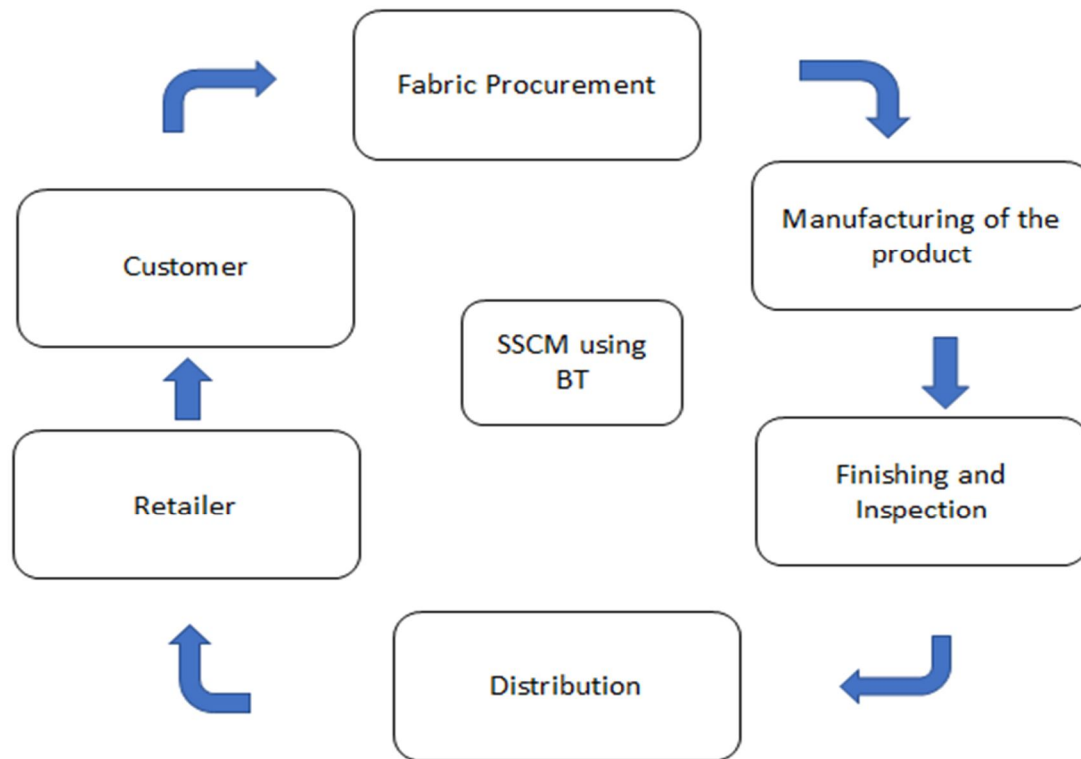 Fabric Procurement
Manufacturing of the
product
Customer
SSCM using
BT
Finishing and
Inspection
Retailer
Distribution